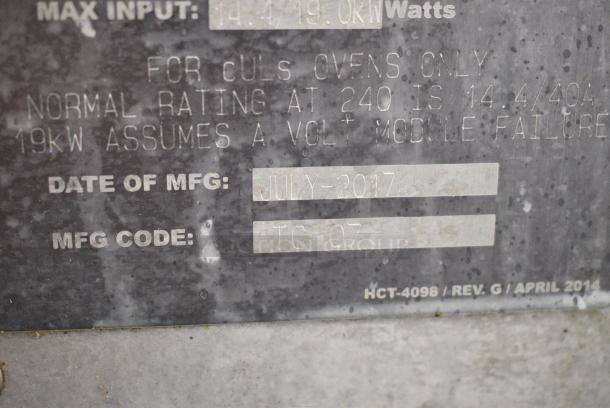 MAX INPUT: 14.4/19.0kW Watts
FOR cULs OVENS ONLY
NORMAL RATING AT 240 IS 14.4/40A
19kW ASSUMES A VOLT MODULE FAILURE
DATE OF MFG: JULY-2017
MFG CODE:
GROUP
HCT-4098 / REV. G / APRIL 2014